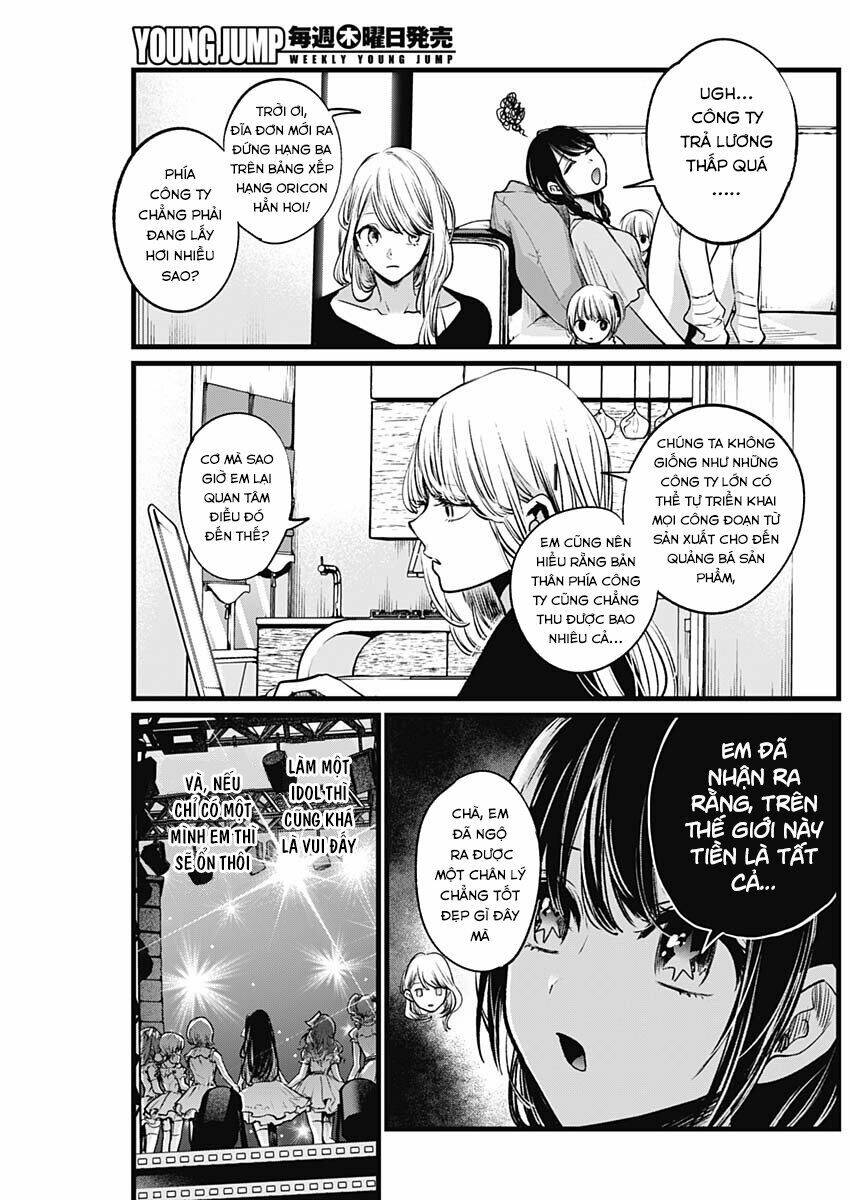 YOUNG JUMP 毎週木曜日発売
WEEKLY YOUNG JUMP
UGH...
CÔNG TY
TRẢ LƯƠNG
THẤP QUÁ
.....
TRỜI ƠI,
ĐĨA ĐƠN MỚI RA
ĐỨNG HẠNG BA
TRÊN BẢNG XẾP
HẠNG ORICON
HẲN HOI!
PHÍA
CÔNG TY
CHẲNG PHẢI
ĐANG LẤY
HƠI NHIỀU
SAO?
CHÚNG TA KHÔNG
GIỐNG NHƯ NHỮNG
CÔNG TY LỚN CÓ
THỂ TỰ TRIỂN KHAI
MỌI CÔNG ĐOẠN TỪ
SẢN XUẤT CHO ĐẾN
QUẢNG BÁ SẢN
PHẨM,
EM CŨNG NÊN
HIỂU RẰNG BẢN
THÂN PHÍA CÔNG
TY CŨNG CHẲNG
THU ĐƯỢC BAO
NHIÊU CẢ...
CƠ MÀ SAO
GIỜ EM LẠI
QUAN TÂM
ĐIỀU ĐÓ
ĐẾN THẾ?
EM ĐÃ
NHẬN RA
RẰNG, TRÊN
THẾ GIỚI NÀY
TIỀN LÀ TẤT
CẢ...
CHÀ, EM
ĐÃ NGỘ
RA ĐƯỢC
MỘT CHÂN LÝ
CHẲNG TỐT
ĐẸP GÌ ĐÂY
MÀ
LÀM MỘT
IDOL THÌ
CŨNG KHÁ
LÀ VUI ĐẤY
VÀ, NẾU
CHỈ CÓ MỘT
MÌNH EM THÌ
SẼ ỔN THÔI